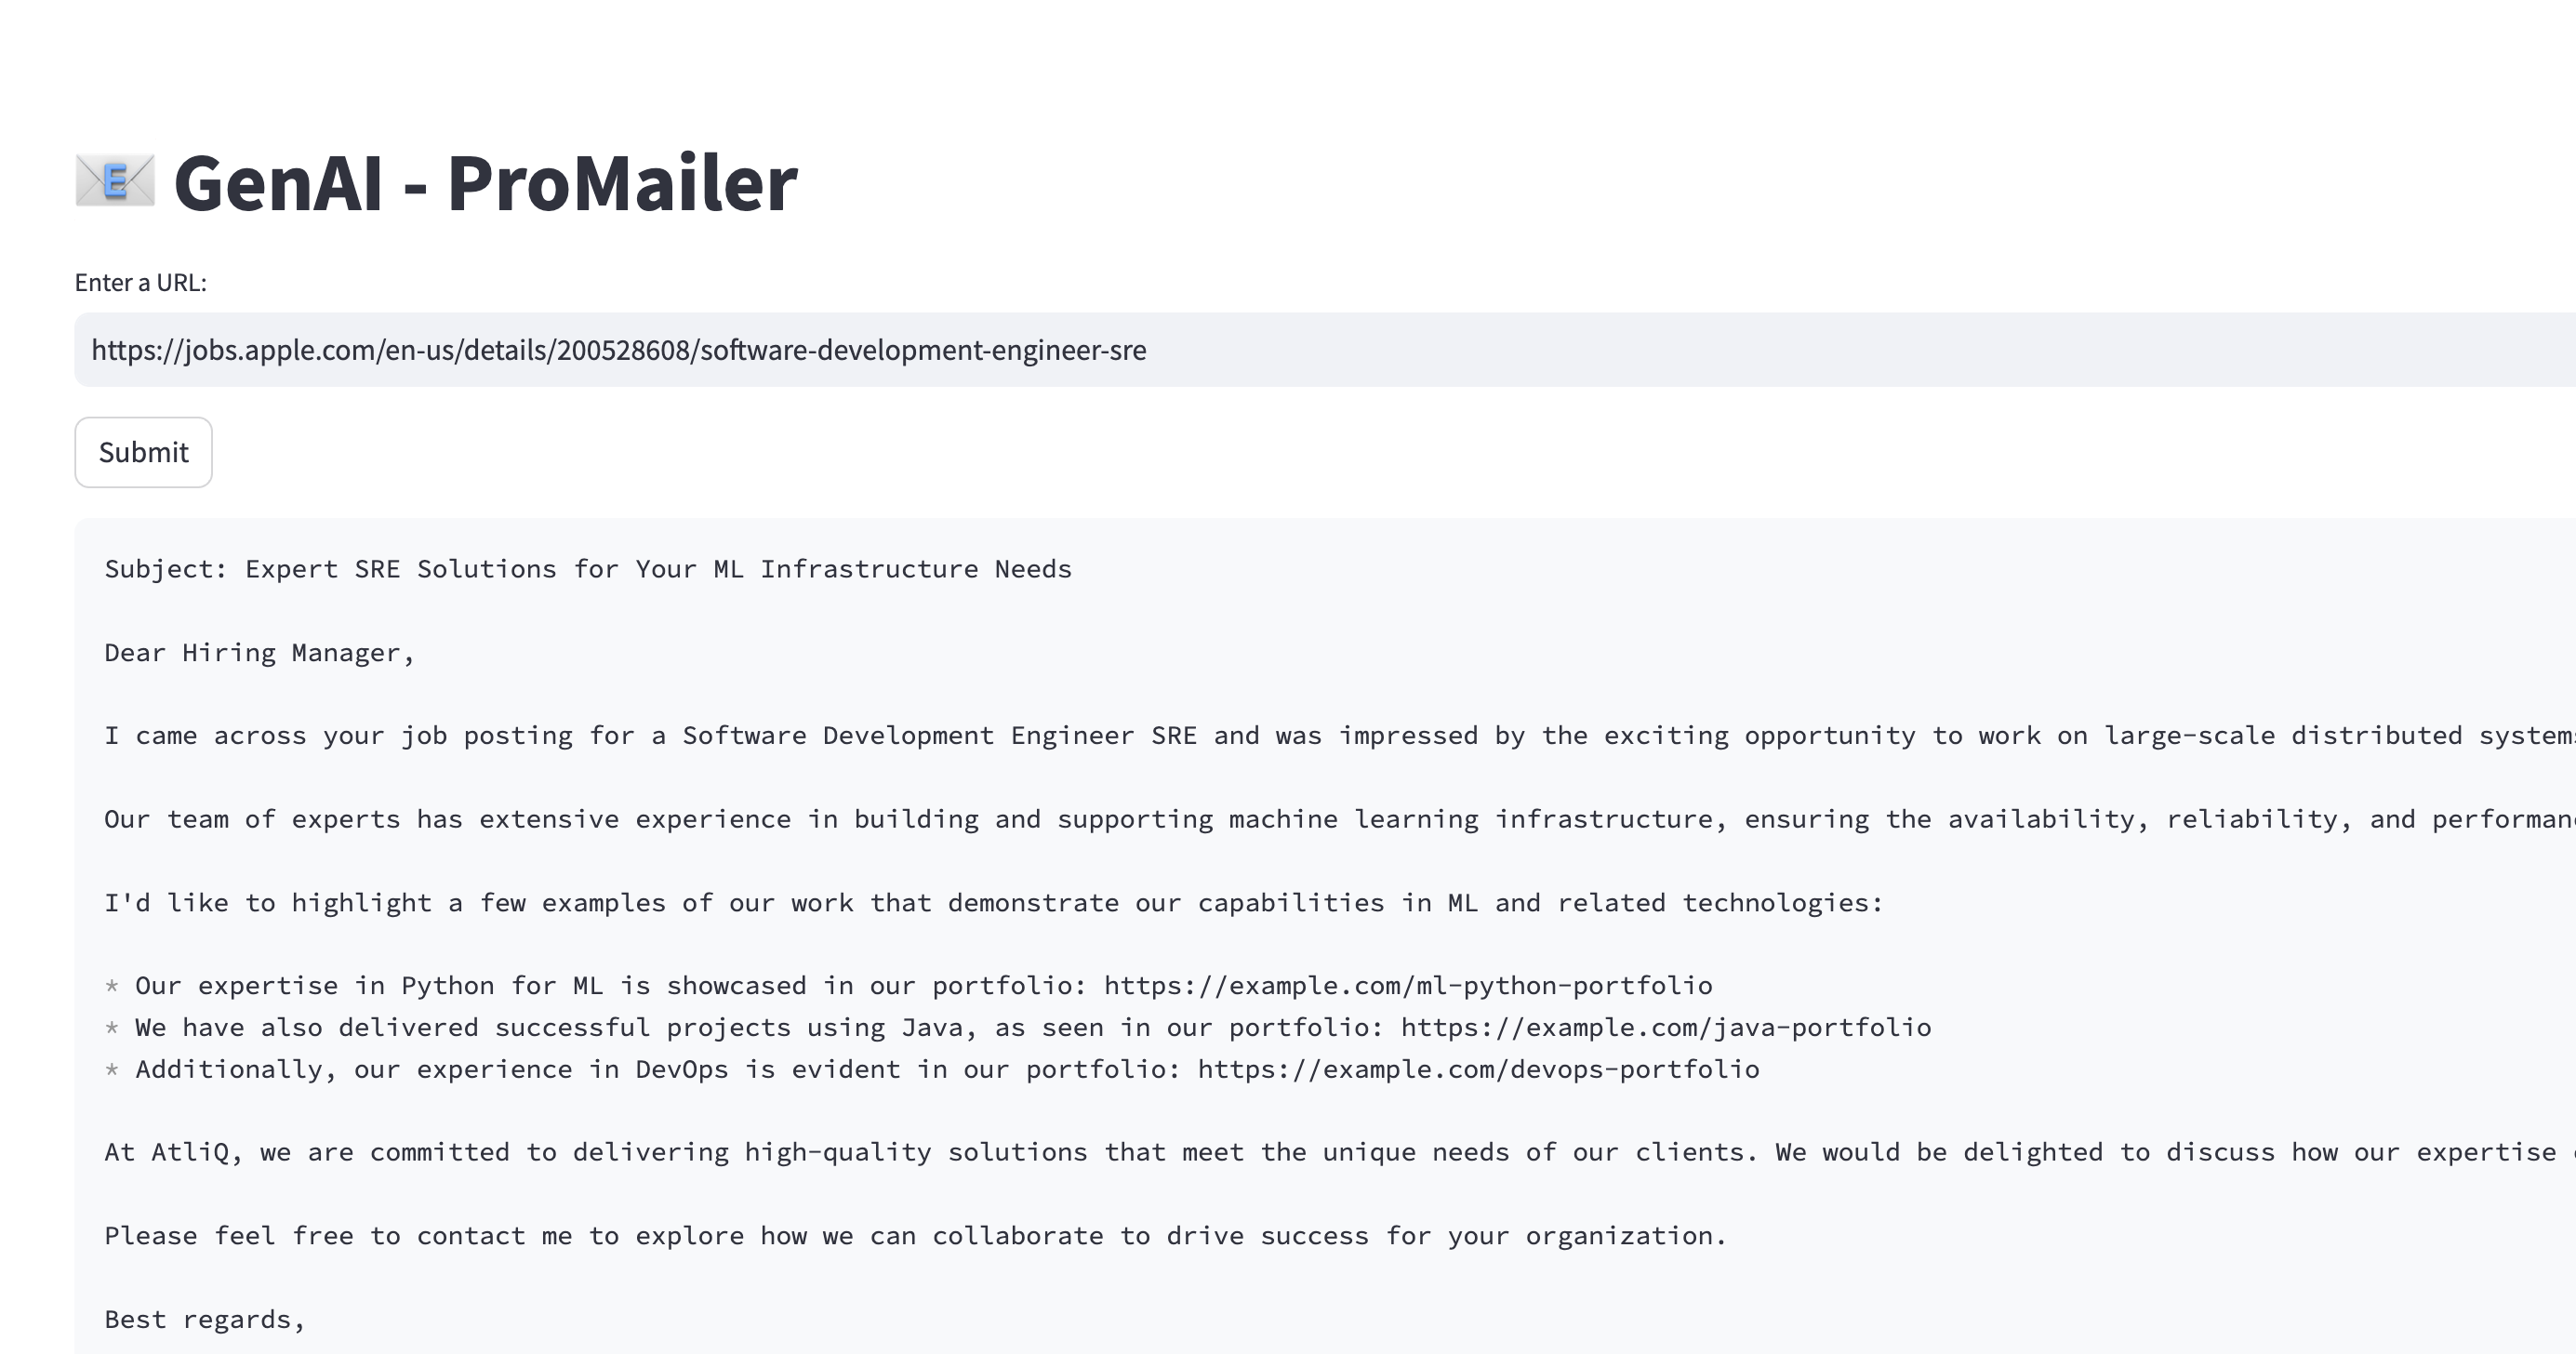 GenAI - ProMailer
Enter a URL:
https://jobs.apple.com/en-us/details/200528608/software-development-engineer-sre
Submit
Subject: Expert SRE Solutions for Your ML Infrastructure Needs
Dear Hiring Manager,
I came across your job posting for a Software Development Engineer SRE and was impressed by the exciting opportunity to work on large-scale distributed
Our team of experts has extensive experience in building and supporting machine learning infrastructure, ensuring the availability, reliability, and
I'd like to highlight a few examples of our work that demonstrate our capabilities in ML and related technologies:
* Our expertise in Python for ML is showcased in our portfolio: https://example.com/ml-python-portfolio
* We have also delivered successful projects using Java, as seen in our portfolio: https://example.com/java-portfolio
* Additionally, our experience in DevOps is evident in our portfolio: https://example.com/devops-portfolio
At AtliQ, we are committed to delivering high-quality solutions that meet the unique needs of our clients. We would be delighted to discuss how our expertise
Please feel free to contact me to explore how we can collaborate to drive success for your organization.
Best regards,